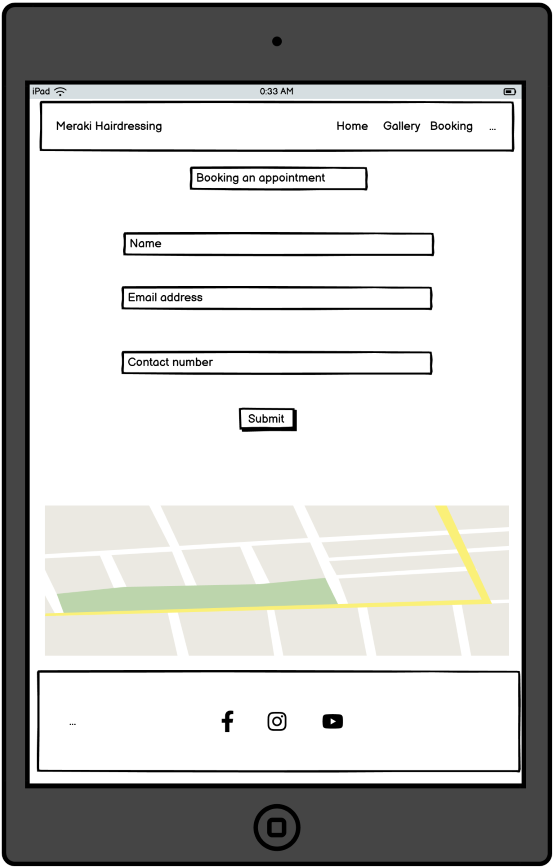 iPad 0:33 AM
Meraki Hairdressing Home Gallery Booking ...
Booking an appointment
Name
Email address
Contact number
Submit
...